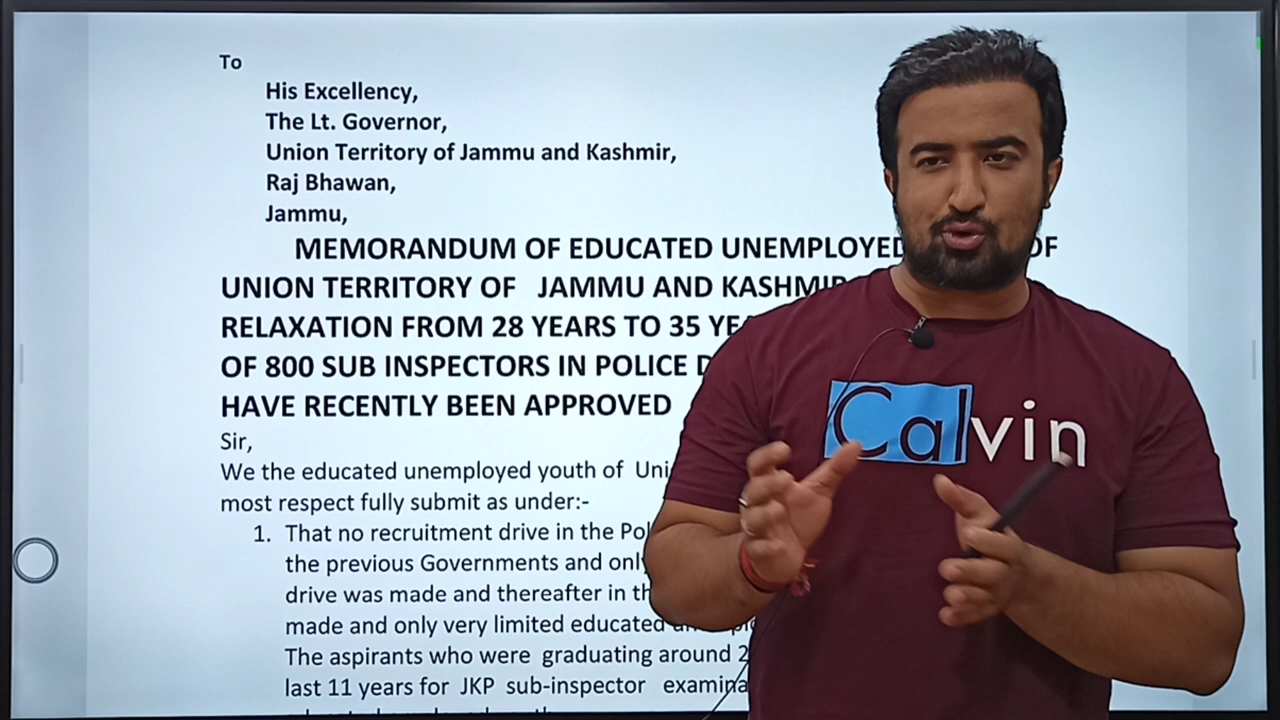 To
His Excellency,
The Lt. Governor,
Union Territory of Jammu and Kashmir,
Raj Bhawan,
Jammu,
MEMORANDUM OF EDUCATED UNEMPLOYED OF
UNION TERRITORY OF JAMMU AND KASHMIR
RELAXATION FROM 28 YEARS TO 35
OF 800 SUB INSPECTORS IN POLICE
HAVE RECENTLY BEEN APPROVED
Sir,
We the educated unemployed youth of
most respect fully submit as under:-
1. That no recruitment drive in the
the previous Governments and only
drive was made and thereafter in
made and only very limited educated
The aspirants who were graduating around
last 11 years for JKP sub-inspector
Calvin